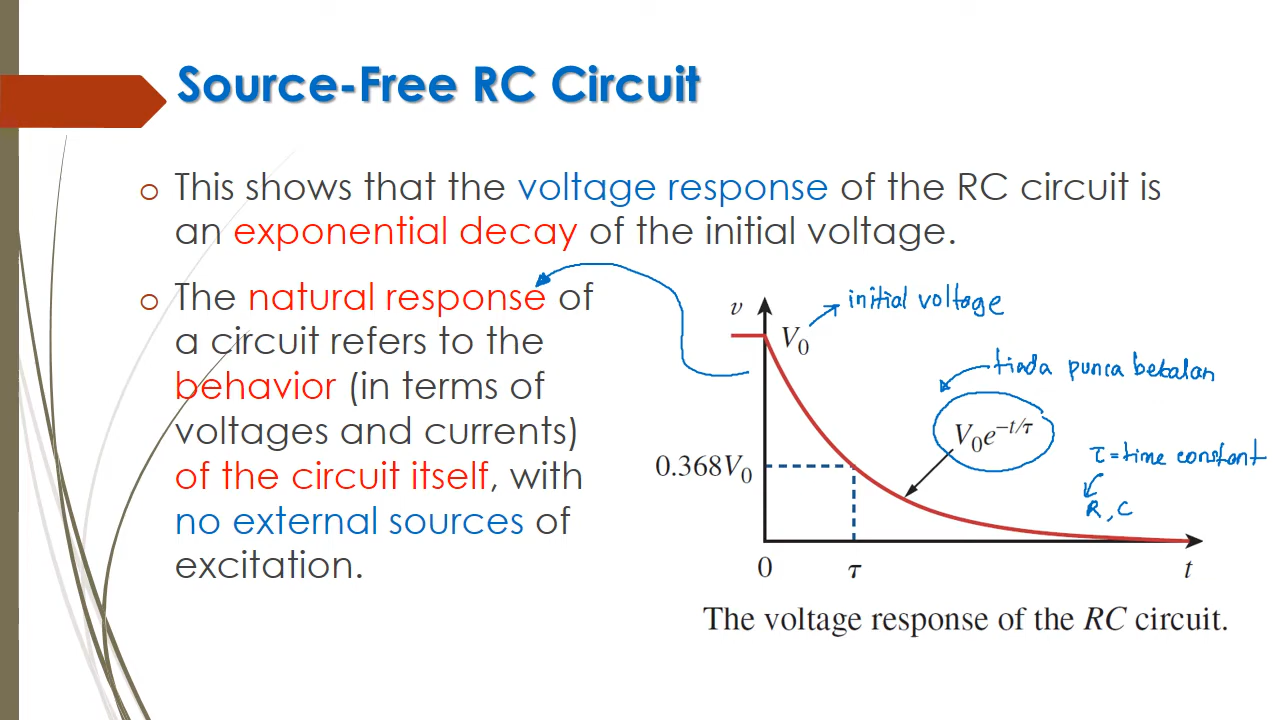 Source-Free RC Circuit
o This shows that the voltage response of the RC circuit is
an exponential decay of the initial voltage.
o The natural response of
a circuit refers to the
behavior (in terms of
voltages and currents)
of the circuit itself, with
no external sources of
excitation.
v
V₀
initial voltage
tiada punca bekalan
V₀e^−t/τ
τ = time constant
R, C
0.368V₀
0
τ
t
The voltage response of the RC circuit.